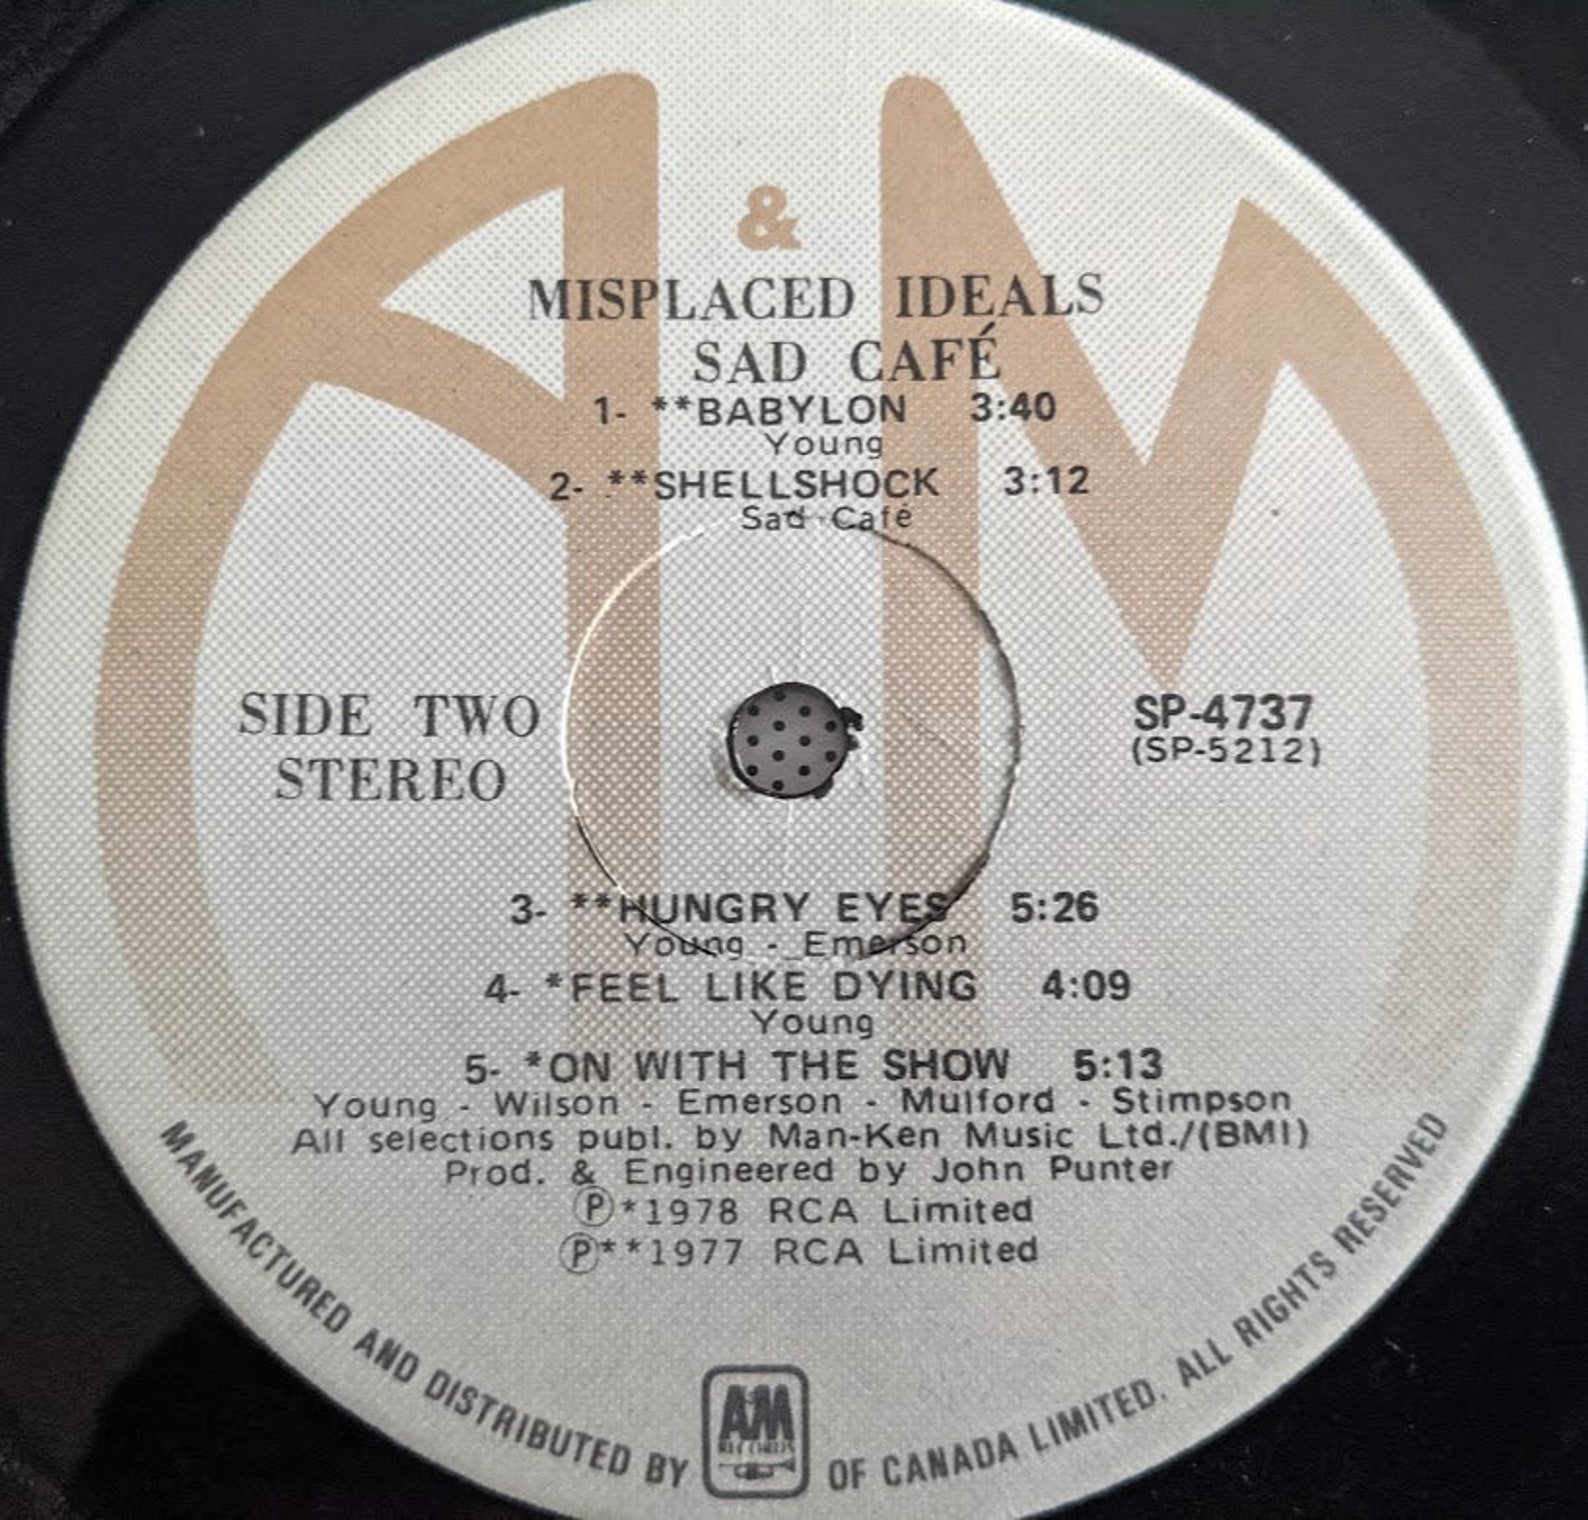 A & M
MISPLACED IDEALS
SAD CAFÉ
1- **BABYLON 3:40
Young
2- **SHELLSHOCK 3:12
Sad Café
SIDE TWO
STEREO
SP-4737
(SP-5212)
3- **HUNGRY EYES 5:26
Young - Emerson
4- *FEEL LIKE DYING 4:09
Young
5- *ON WITH THE SHOW 5:13
Young - Wilson - Emerson - Mulford - Stimpson
All selections publ. by Man-Ken Music Ltd./(BMI)
Prod. & Engineered by John Punter
Ⓟ*1978 RCA Limited
Ⓟ**1977 RCA Limited
MANUFACTURED AND DISTRIBUTED BY A&M RECORDS OF CANADA LIMITED. ALL RIGHTS RESERVED